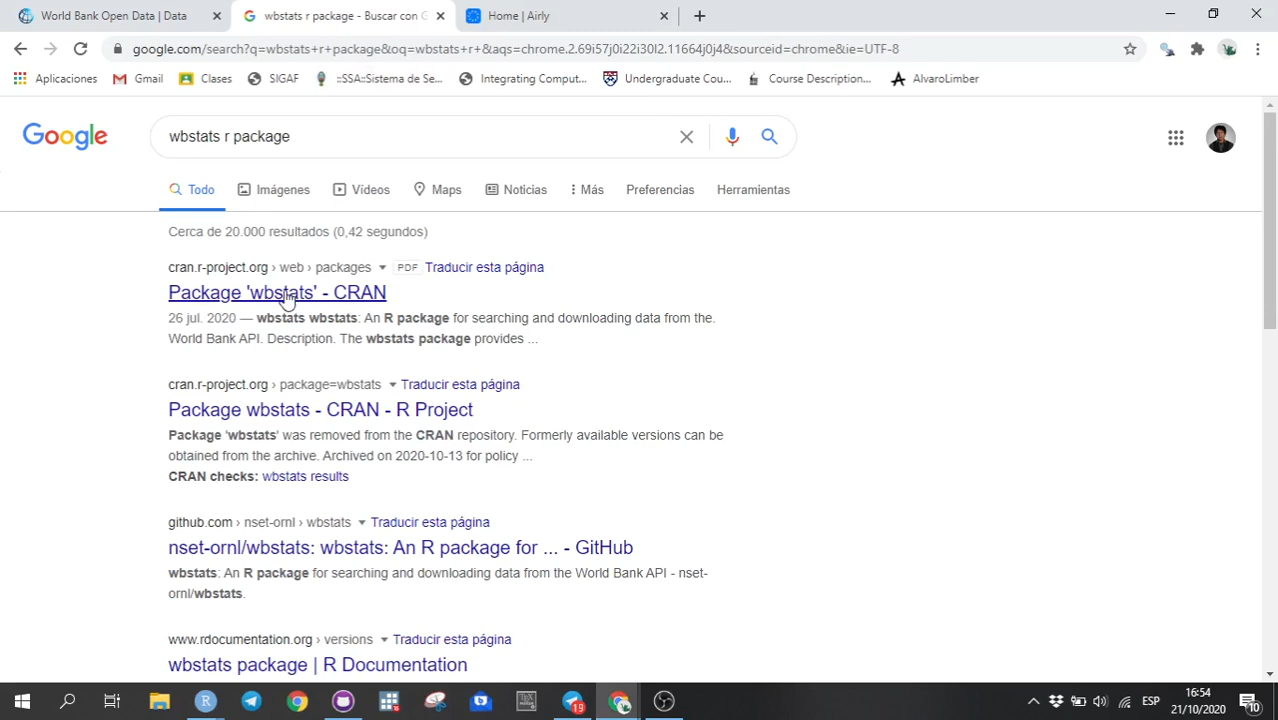 World Bank Open Data | Data
wbstats r package - Buscar con G
Home | Airly
google.com/search?q=wbstats+r+package&oq=wbstats+r+&aqs=chrome.2.69i57j0i22i30l2.11664j0j4&sourceid=chrome&ie=UTF-8
Aplicaciones
Gmail
Clases
SIGAF
::SSA::Sistema de Se...
Integrating Comput...
Undergraduate Cou...
Course Description...
AlvaroLimber
Google
wbstats r package
Todo
Imágenes
Vídeos
Maps
Noticias
Más
Preferencias
Herramientas
Cerca de 20.000 resultados (0,42 segundos)
cran.r-project.org › web › packages PDF Traducir esta página
Package 'wbstats' - CRAN
26 jul. 2020 — wbstats wbstats: An R package for searching and downloading data from the.
World Bank API. Description. The wbstats package provides ...
cran.r-project.org › package=wbstats Traducir esta página
Package wbstats - CRAN - R Project
Package 'wbstats' was removed from the CRAN repository. Formerly available versions can be
obtained from the archive. Archived on 2020-10-13 for policy ...
CRAN checks: wbstats results
github.com › nset-ornl › wbstats Traducir esta página
nset-ornl/wbstats: wbstats: An R package for ... - GitHub
wbstats: An R package for searching and downloading data from the World Bank API - nset-
ornl/wbstats.
www.rdocumentation.org › versions Traducir esta página
wbstats package | R Documentation
19
ESP
16:54
21/10/2020
10